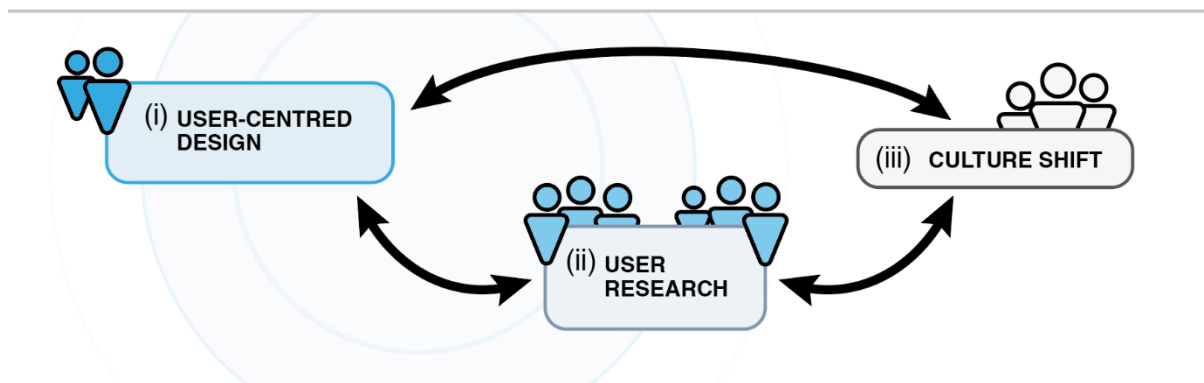 (i) USER-CENTRED
DESIGN
(ii) USER
RESEARCH
(iii) CULTURE SHIFT